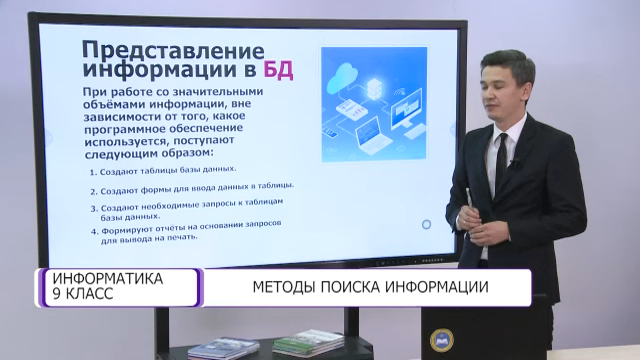 Представление
информации в БД
При работе со значительными
объёмами информации, вне
зависимости от того, какое
программное обеспечение
используется, поступают
следующим образом:
1. Создают таблицы базы данных.
2. Создают формы для ввода данных в таблицы.
3. Создают необходимые запросы к таблицам
базы данных.
4. Формируют отчёты на основании запросов
для вывода на печать.
ИНФОРМАТИКА
9 КЛАСС
МЕТОДЫ ПОИСКА ИНФОРМАЦИИ